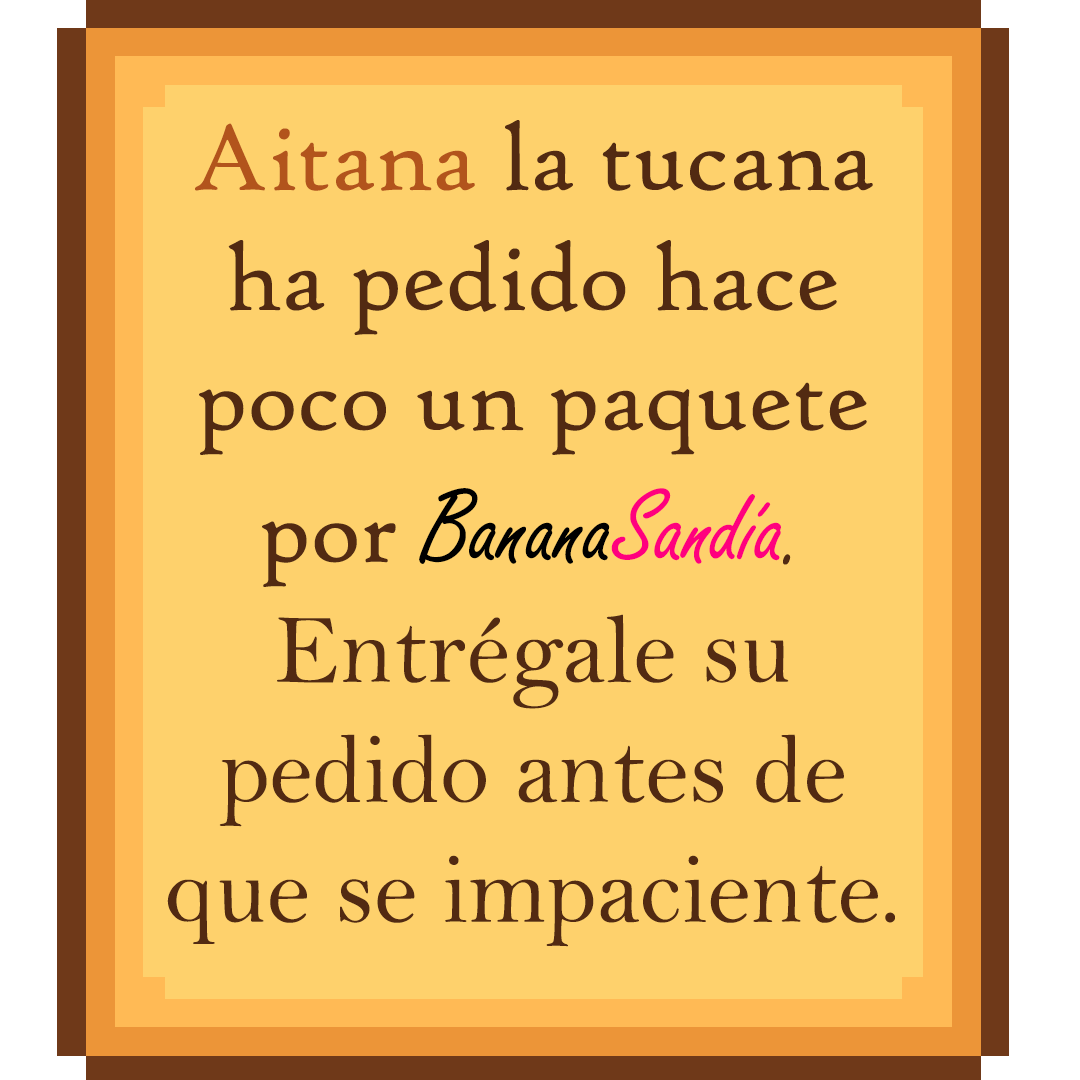 Aitana la tucana
ha pedido hace
poco un paquete
por BananaSandía.
Entrégale su
pedido antes de
que se impaciente.